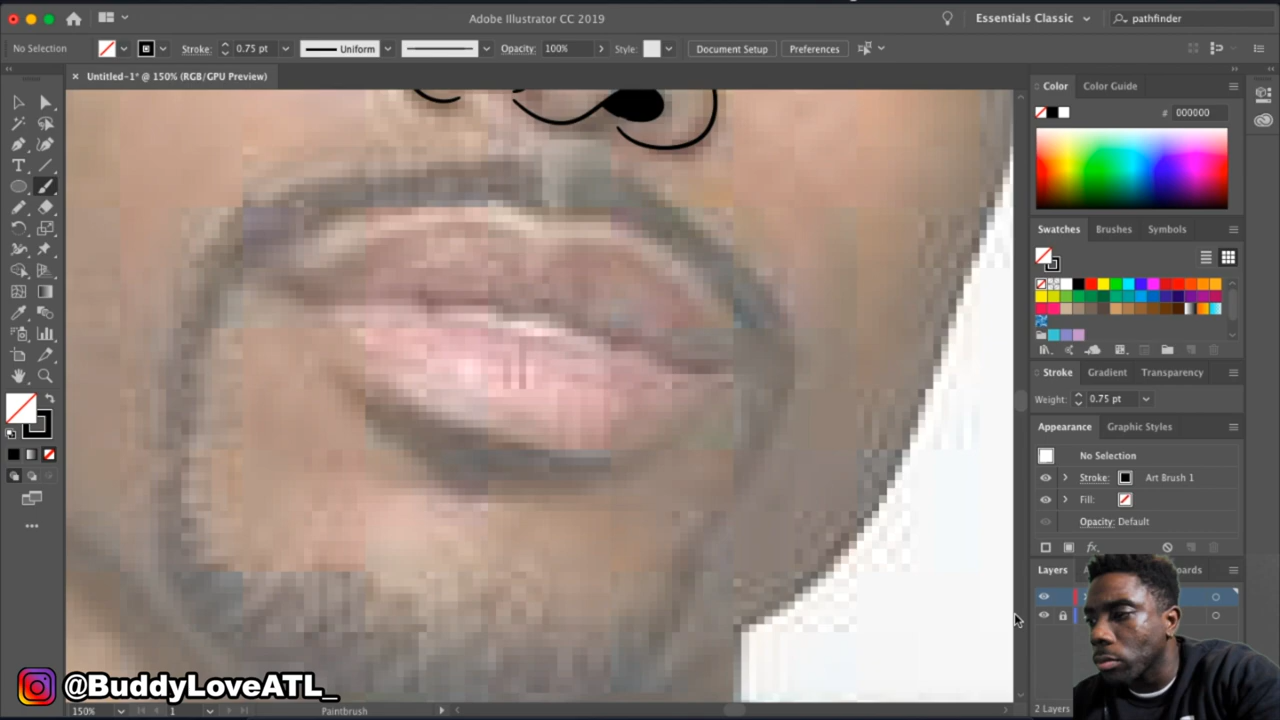 Adobe Illustrator CC 2019
Essentials Classic
pathfinder
No Selection
Stroke:
0.75 pt
Uniform
Opacity:
100%
Style:
Document Setup
Preferences
× Untitled-1* @ 150% (RGB/GPU Preview)
Color
Color Guide
# 000000
Swatches
Brushes
Symbols
Stroke
Gradient
Transparency
Weight:
0.75 pt
Appearance
Graphic Styles
No Selection
Stroke:
Art Brush 1
Fill:
Opacity: Default
fx
Layers
2 Layers
@BuddyLoveATL_
150%
1
Paintbrush